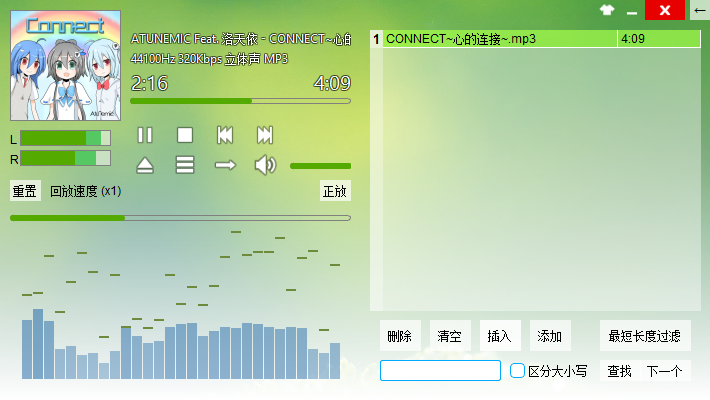 Connect
Atunemic
ATUNEMIC Feat. 洛天依 - CONNECT~心的
44100Hz 320Kbps 立体声 MP3
2:16 4:09
L
R
重置 回放速度 (x1) 正放
1 CONNECT~心的连接~.mp3 4:09
删除 清空 插入 添加 最短长度过滤
区分大小写 查找 下一个